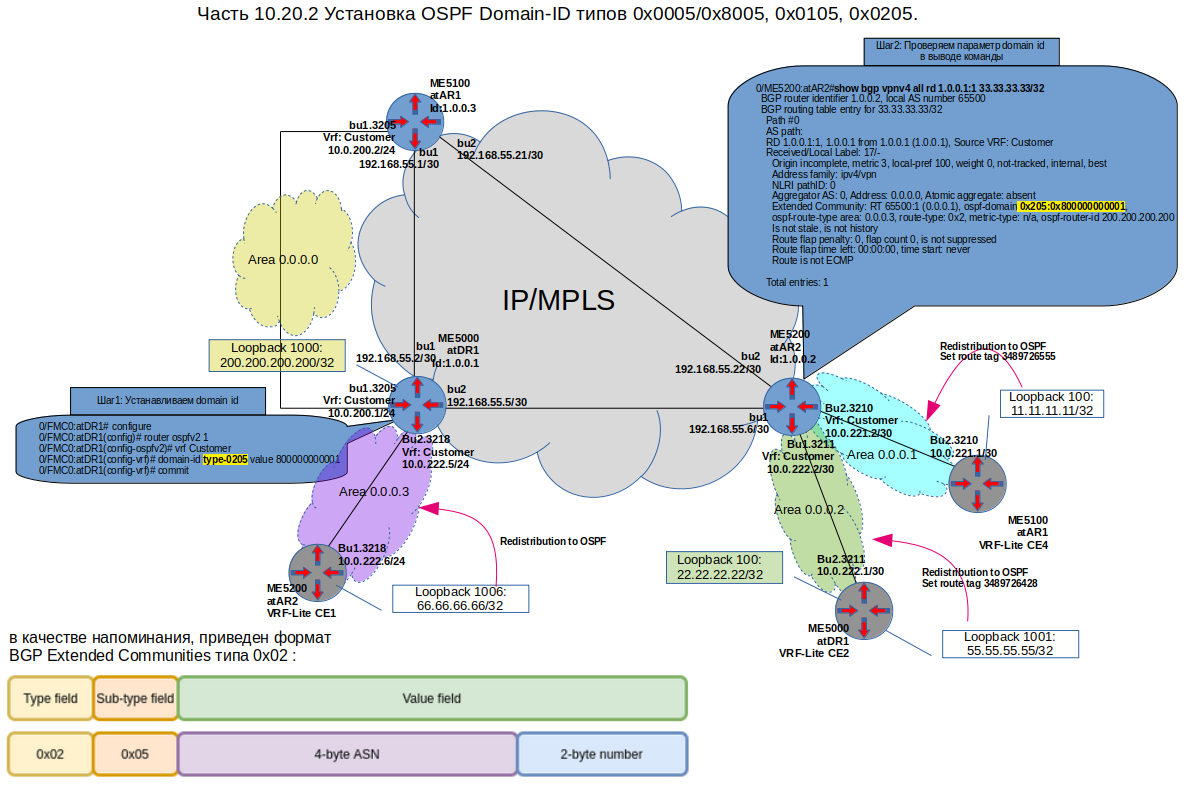 Часть 10.20.2 Установка OSPF Domain-ID типов 0x0005/0x8005, 0x0105, 0x0205.
Шаг2: Проверяем параметр domain id
в выводе команды
0/ME5200:atAR2#show bgp vpnv4 all rd 1.0.0.1:1 33.33.33.33/32
BGP router identifier 1.0.0.2, local AS number 65500
BGP routing table entry for 33.33.33.33/32
Path #0
AS path:
RD 1.0.0.1:1, 1.0.0.1 from 1.0.0.1 (1.0.0.1), Source VRF: Customer
Received/Local Label: 17/-
Origin incomplete, metric 3, local-pref 100, weight 0, not-tracked, internal, best
Address family: ipv4/vpn
NLRI pathID: 0
Aggregator AS: 0, Address: 0.0.0.0, Atomic aggregate: absent
Extended Community: RT 65500:1 (0.0.0.1), ospf-domain 0x205:0x800000000001,
ospf-route-type area: 0.0.0.3, route-type: 0x2, metric-type: n/a, ospf-router-id 200.200.200.200
Is not stale, is not history
Route flap penalty: 0, flap count 0, is not suppressed
Route flap time left: 00:00:00, time start: never
Route is not ECMP
Total entries: 1
ME5100
atAR1
Id:1.0.0.3
bu1.3205
Vrf: Customer
10.0.200.2/24
bu1
192.168.55.1/30
bu2
192.168.55.21/30
Area 0.0.0.0
IP/MPLS
Loopback 1000:
200.200.200.200/32
bu1
192.168.55.2/30
ME5000
atDR1
Id:1.0.0.1
bu1.3205
Vrf: Customer
10.0.200.1/24
bu2
192.168.55.5/30
ME5200
atAR2
Id:1.0.0.2
bu2
192.168.55.22/30
bu1
192.168.55.6/30
Redistribution to OSPF
Set route tag 3489726555
Loopback 100:
11.11.11.11/32
Шаг1: Устанавливаем domain id
0/FMC0:atDR1# configure
0/FMC0:atDR1(config)# router ospfv2 1
0/FMC0:atDR1(config-ospfv2)# vrf Customer
0/FMC0:atDR1(config-vrf)# domain-id type-0205 value 800000000001
0/FMC0:atDR1(config-vrf)# commit
Bu2.3218
Vrf: Customer
10.0.222.5/24
Bu2.3210
Vrf: Customer
10.0.221.2/30
Bu2.3210
10.0.221.1/30
Bu1.3211
Vrf: Customer
10.0.222.2/30
Area 0.0.0.1
Area 0.0.0.3
Area 0.0.0.2
ME5100
atAR1
VRF-Lite CE4
Redistribution to OSPF
Bu1.3218
10.0.222.6/24
ME5200
atAR2
VRF-Lite CE1
Loopback 1006:
66.66.66.66/32
Loopback 100:
22.22.22.22/32
Bu2.3211
10.0.222.1/30
Redistribution to OSPF
Set route tag 3489726428
ME5000
atDR1
VRF-Lite CE2
Loopback 1001:
55.55.55.55/32
в качестве напоминания, приведен формат
BGP Extended Communities типа 0x02 :
Type field Sub-type field Value field
0x02 0x05 4-byte ASN 2-byte number